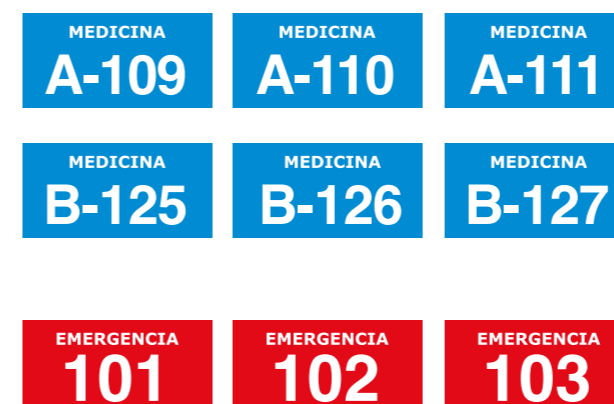 MEDICINA MEDICINA MEDICINA
A-109 A-110 A-111
MEDICINA MEDICINA MEDICINA
B-125 B-126 B-127
EMERGENCIA EMERGENCIA EMERGENCIA
101 102 103